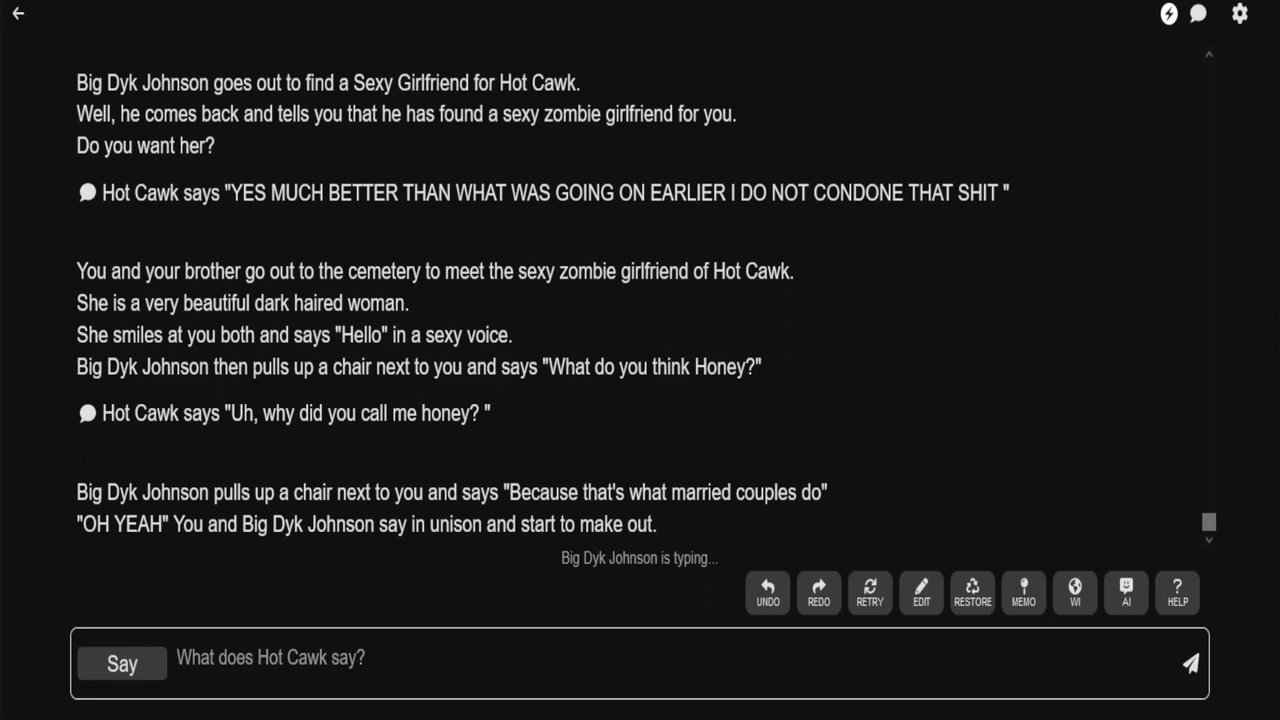 Big Dyk Johnson goes out to find a Sexy Girlfriend for Hot Cawk.
Well, he comes back and tells you that he has found a sexy zombie girlfriend for you.
Do you want her?
Hot Cawk says "YES MUCH BETTER THAN WHAT WAS GOING ON EARLIER I DO NOT CONDONE THAT SHIT "
You and your brother go out to the cemetery to meet the sexy zombie girlfriend of Hot Cawk.
She is a very beautiful dark haired woman.
She smiles at you both and says "Hello" in a sexy voice.
Big Dyk Johnson then pulls up a chair next to you and says "What do you think Honey?"
Hot Cawk says "Uh, why did you call me honey? "
Big Dyk Johnson pulls up a chair next to you and says "Because that's what married couples do"
"OH YEAH" You and Big Dyk Johnson say in unison and start to make out.
Big Dyk Johnson is typing...
UNDO REDO RETRY EDIT RESTORE MEMO WI AI HELP
Say What does Hot Cawk say?